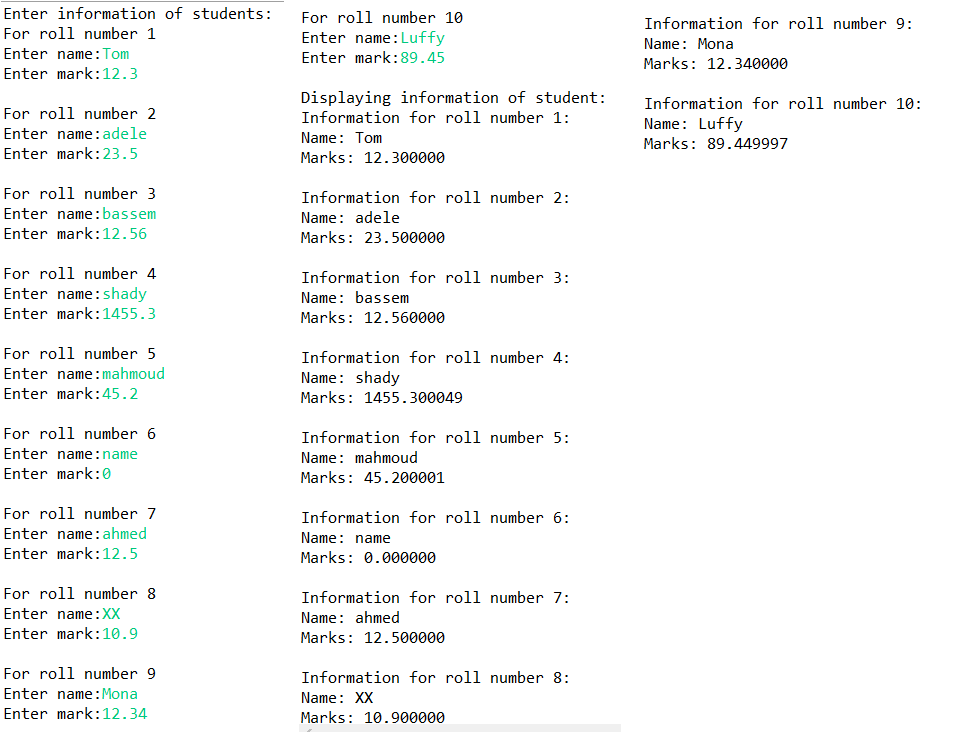 Enter information of students:
For roll number 1
Enter name:Tom
Enter mark:12.3
For roll number 2
Enter name:adele
Enter mark:23.5
For roll number 3
Enter name:bassem
Enter mark:12.56
For roll number 4
Enter name:shady
Enter mark:1455.3
For roll number 5
Enter name:mahmoud
Enter mark:45.2
For roll number 6
Enter name:name
Enter mark:0
For roll number 7
Enter name:ahmed
Enter mark:12.5
For roll number 8
Enter name:XX
Enter mark:10.9
For roll number 9
Enter name:Mona
Enter mark:12.34
For roll number 10
Enter name:Luffy
Enter mark:89.45
Displaying information of student:
Information for roll number 1:
Name: Tom
Marks: 12.300000
Information for roll number 2:
Name: adele
Marks: 23.500000
Information for roll number 3:
Name: bassem
Marks: 12.560000
Information for roll number 4:
Name: shady
Marks: 1455.300049
Information for roll number 5:
Name: mahmoud
Marks: 45.200001
Information for roll number 6:
Name: name
Marks: 0.000000
Information for roll number 7:
Name: ahmed
Marks: 12.500000
Information for roll number 8:
Name: XX
Marks: 10.900000
Information for roll number 9:
Name: Mona
Marks: 12.340000
Information for roll number 10:
Name: Luffy
Marks: 89.449997